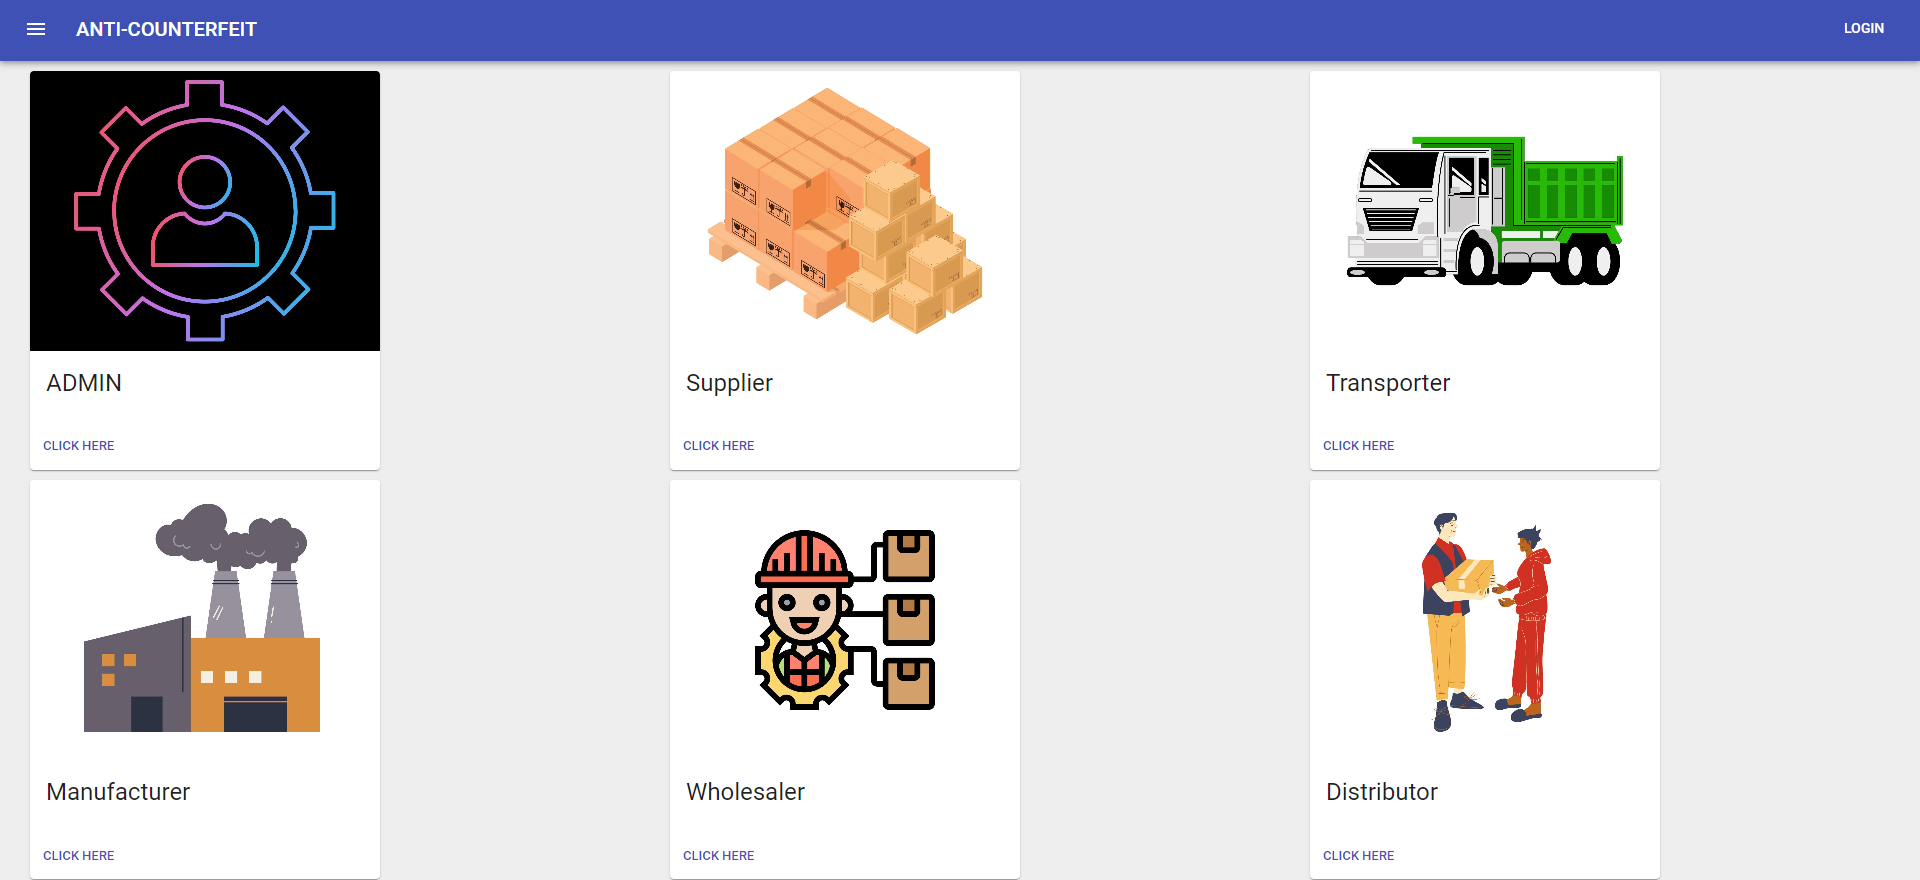 ANTI-COUNTERFEIT
LOGIN
ADMIN
CLICK HERE
Supplier
CLICK HERE
Transporter
CLICK HERE
Manufacturer
CLICK HERE
Wholesaler
CLICK HERE
Distributor
CLICK HERE